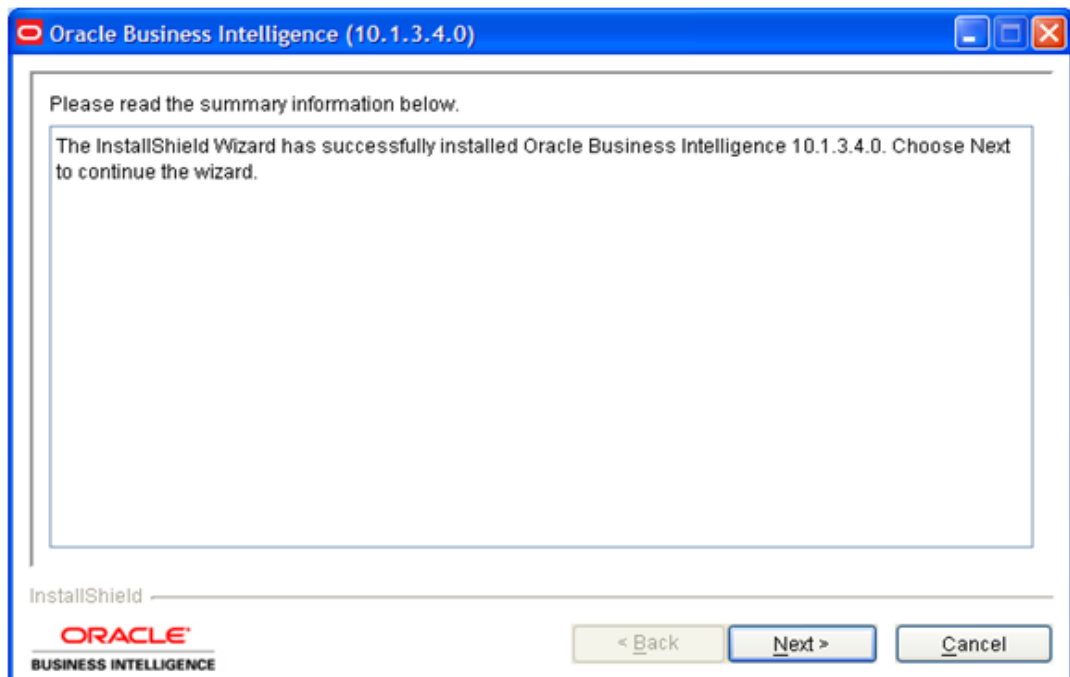 Oracle Business Intelligence (10.1.3.4.0)
Please read the summary information below.
The InstallShield Wizard has successfully installed Oracle Business Intelligence 10.1.3.4.0. Choose Next
to continue the wizard.
InstallShield
ORACLE'
BUSINESS INTELLIGENCE
< Back
Next >
Cancel